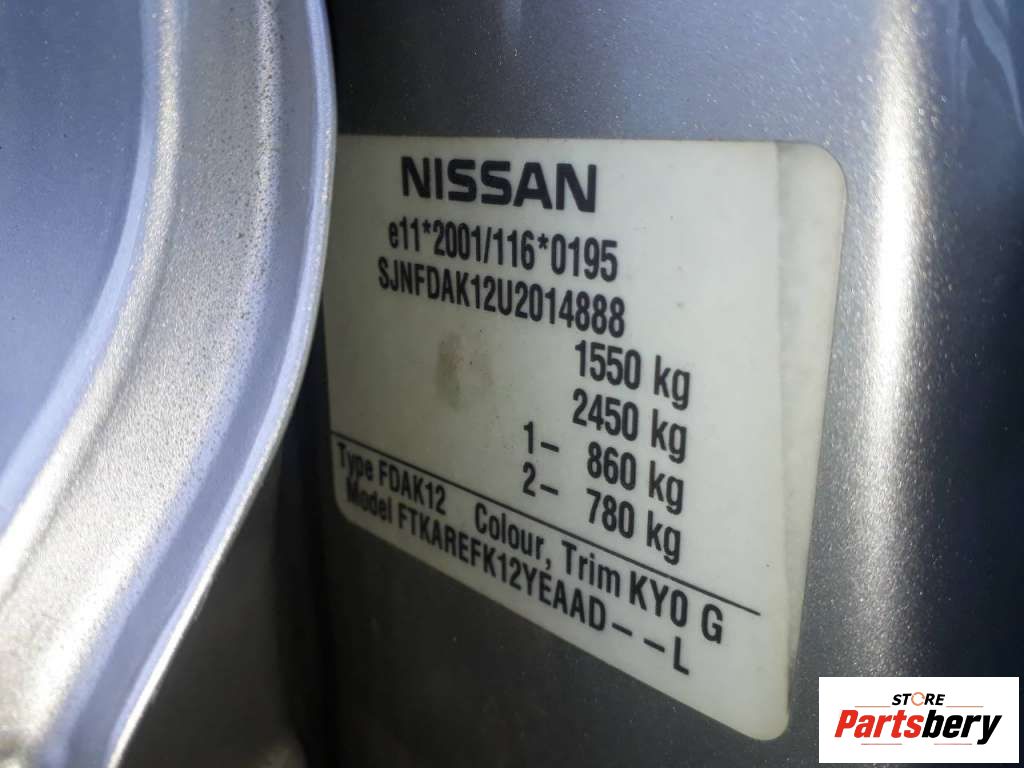 NISSAN
e11*2001/116*0195
SJNFDAK12U2014888
1550 kg
2450 kg
1– 860 kg
2– 780 kg
Type FDAK12 Colour, Trim KY0 G
Model FTKAREFK12YEAAD––L
STORE
Partsbery